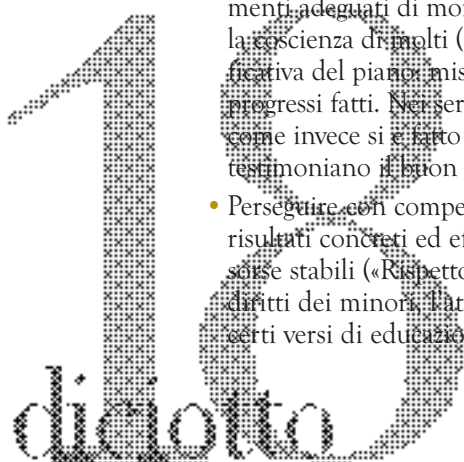 menti adeguati di mo
la coscienza di molti (
ficativa del piano: mis
progressi fatti. Nei ser
come invece si è fatto
testimoniano il buon
• Perseguire con compe
risultati concreti ed ef
sorse stabili («Rispetto
diritti dei minori, l'at
certi versi di educazio
18
diciotto